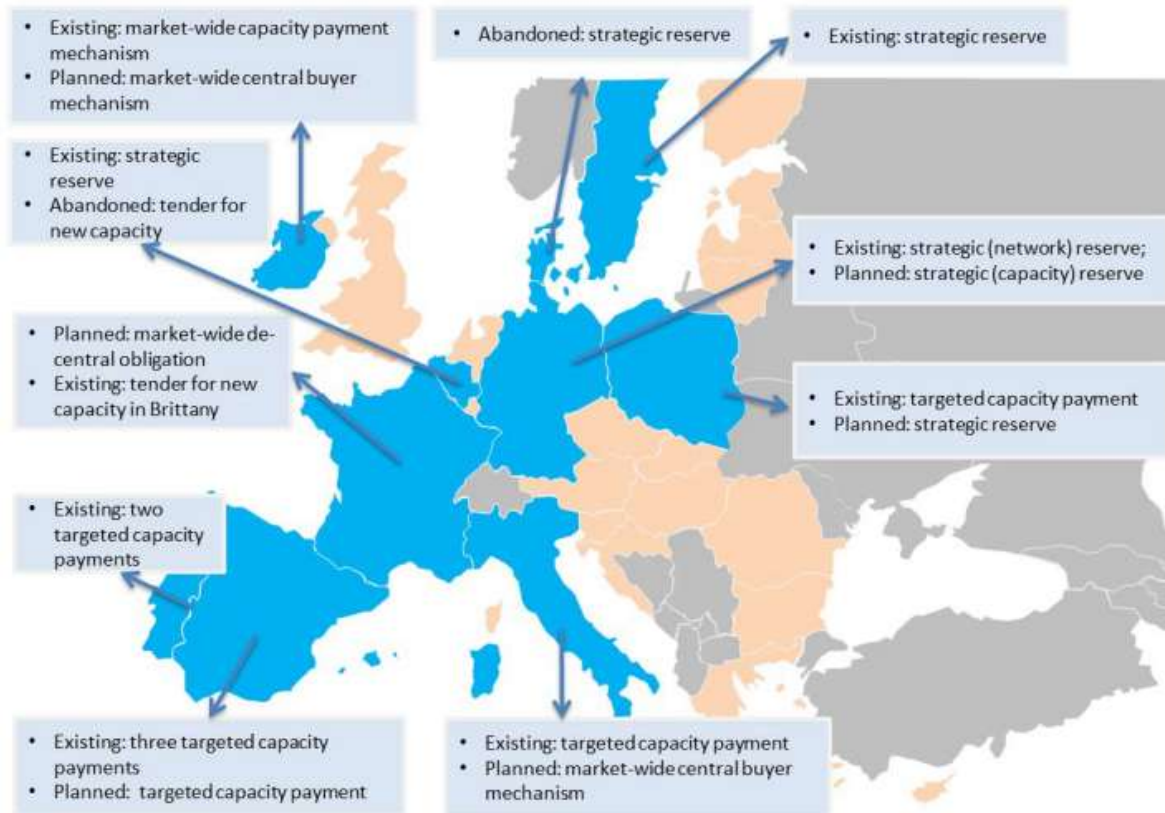 • Existing: market-wide capacity payment
mechanism
• Planned: market-wide central buyer
mechanism
• Abandoned: strategic reserve
• Existing: strategic reserve
• Existing: strategic
reserve
• Abandoned: tender for
new capacity
• Existing: strategic (network) reserve;
• Planned: strategic (capacity) reserve
• Planned: market-wide de-
central obligation
• Existing: tender for new
capacity in Brittany
• Existing: targeted capacity payment
• Planned: strategic reserve
• Existing: two
targeted capacity
payments
• Existing: three targeted capacity
payments
• Planned: targeted capacity payment
• Existing: targeted capacity payment
• Planned: market-wide central buyer
mechanism